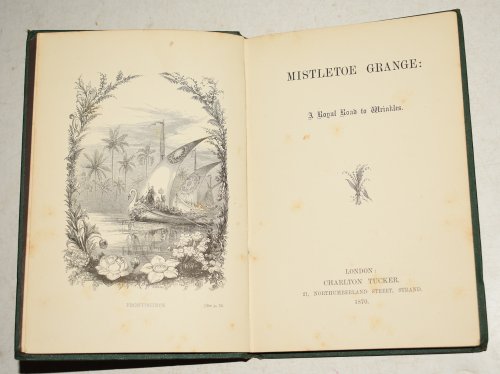 FRONTISPIECE.
MISTLETOE GRANGE:
A Royal Road to Wrinkles.
LONDON:
CHARLTON TUCKER.
21, NORTHUMBERLAND STREET, STRAND.
1870.